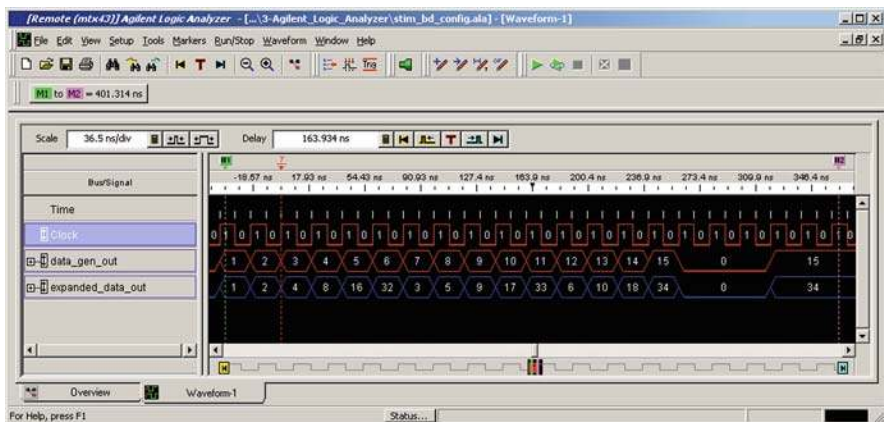 [Remote (mtx43)] Agilent Logic Analyzer - [...\3-Agilent_Logic_Analyzer\stim_bd_config.ala] - [Waveform-1]
File Edit View Setup Tools Markers Run/Stop Waveform Window Help
M1 to M2 = 401.314 ns
Scale 36.5 ns/div Delay 163.934 ns
M1 T M2
Bus/Signal -18.57 ns 17.93 ns 54.43 ns 90.93 ns 127.4 ns 163.9 ns 200.4 ns 236.9 ns 273.4 ns 309.9 ns 346.4 ns
Time
Clock 0 1 0 1 0 1 0 1 0 1 0 1 0 1 0 1 0 1 0 1 0 1 0 1 0 1 0 1 0 1 0 1 0 1 0
data_gen_out 1 2 3 4 5 6 7 8 9 10 11 12 13 14 15 0 15
expanded_data_out 1 2 4 8 16 32 3 5 9 17 33 6 10 18 34 0 34
Overview Waveform-1
For Help, press F1 Status...